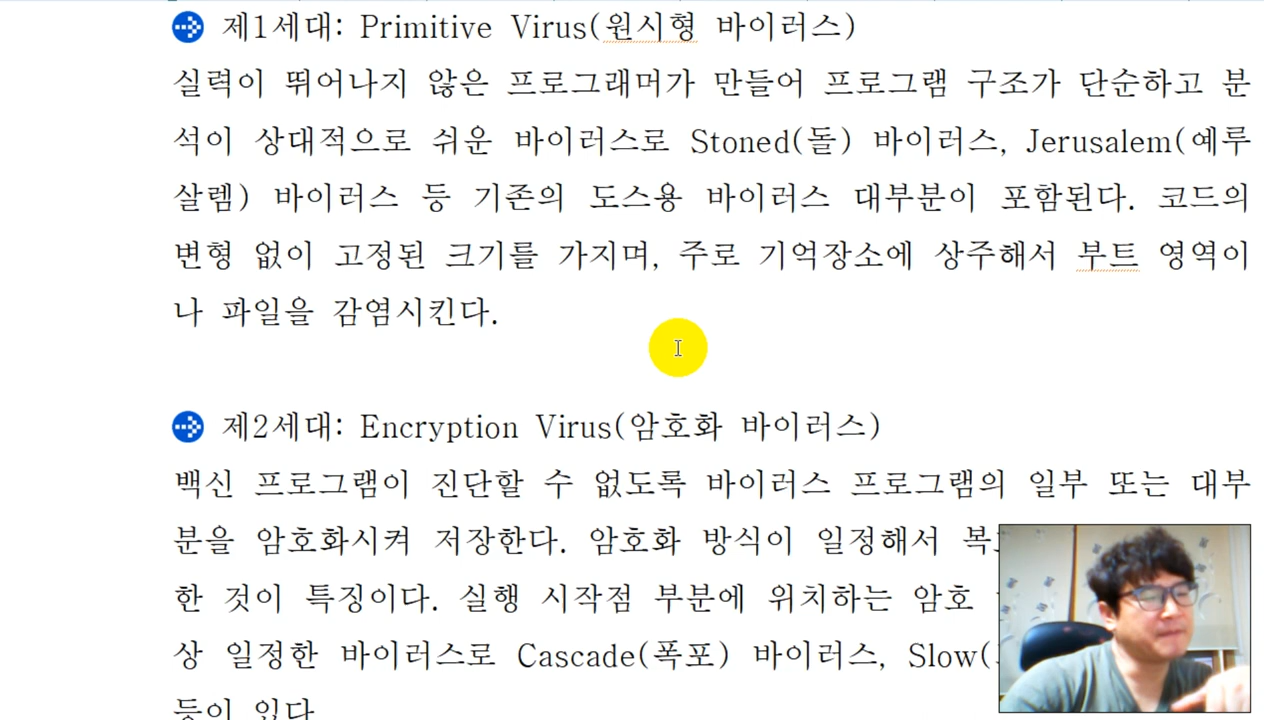 제1세대: Primitive Virus(원시형 바이러스)
실력이 뛰어나지 않은 프로그래머가 만들어 프로그램 구조가 단순하고 분
석이 상대적으로 쉬운 바이러스로 Stoned(돌) 바이러스, Jerusalem(예루
살렘) 바이러스 등 기존의 도스용 바이러스 대부분이 포함된다. 코드의
변형 없이 고정된 크기를 가지며, 주로 기억장소에 상주해서 부트 영역이
나 파일을 감염시킨다.
제2세대: Encryption Virus(암호화 바이러스)
백신 프로그램이 진단할 수 없도록 바이러스 프로그램의 일부 또는 대부
분을 암호화시켜 저장한다. 암호화 방식이 일정해서
한 것이 특징이다. 실행 시작점 부분에 위치하는 암호
상 일정한 바이러스로 Cascade(폭포) 바이러스, Slow(
등이 있다